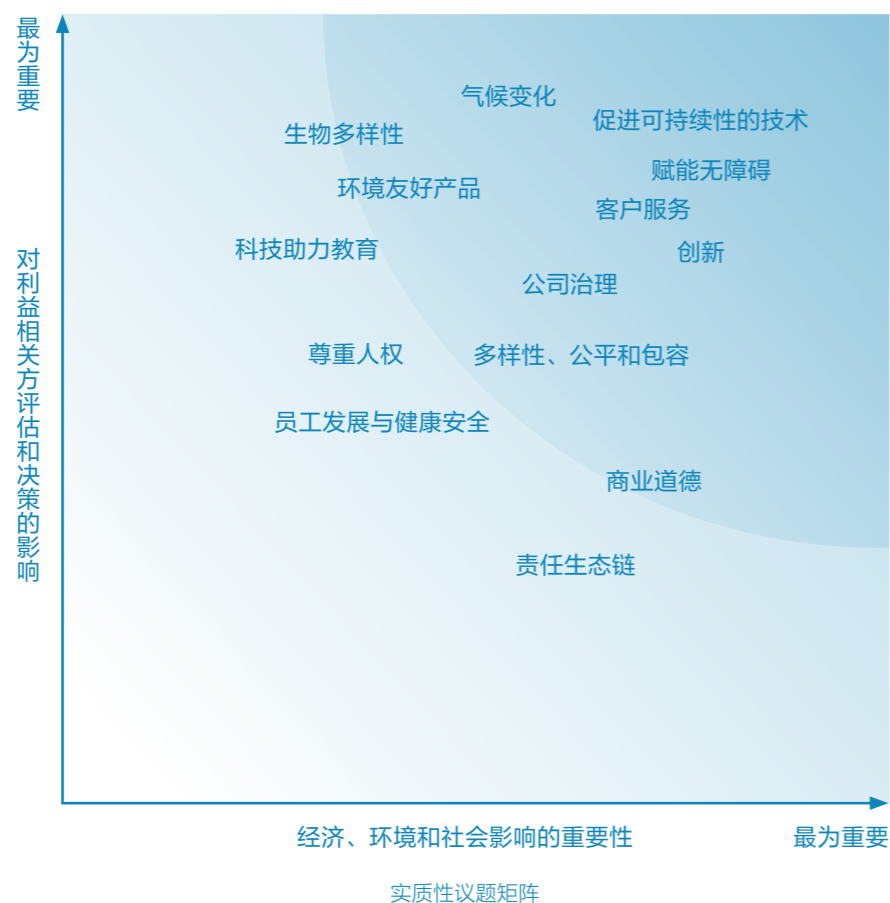 最为重要
对利益相关方评估和决策的影响
气候变化
促进可持续性的技术
生物多样性
赋能无障碍
环境友好产品
客户服务
科技助力教育
创新
公司治理
尊重人权
多样性、公平和包容
员工发展与健康安全
商业道德
责任生态链
经济、环境和社会影响的重要性
最为重要
实质性议题矩阵